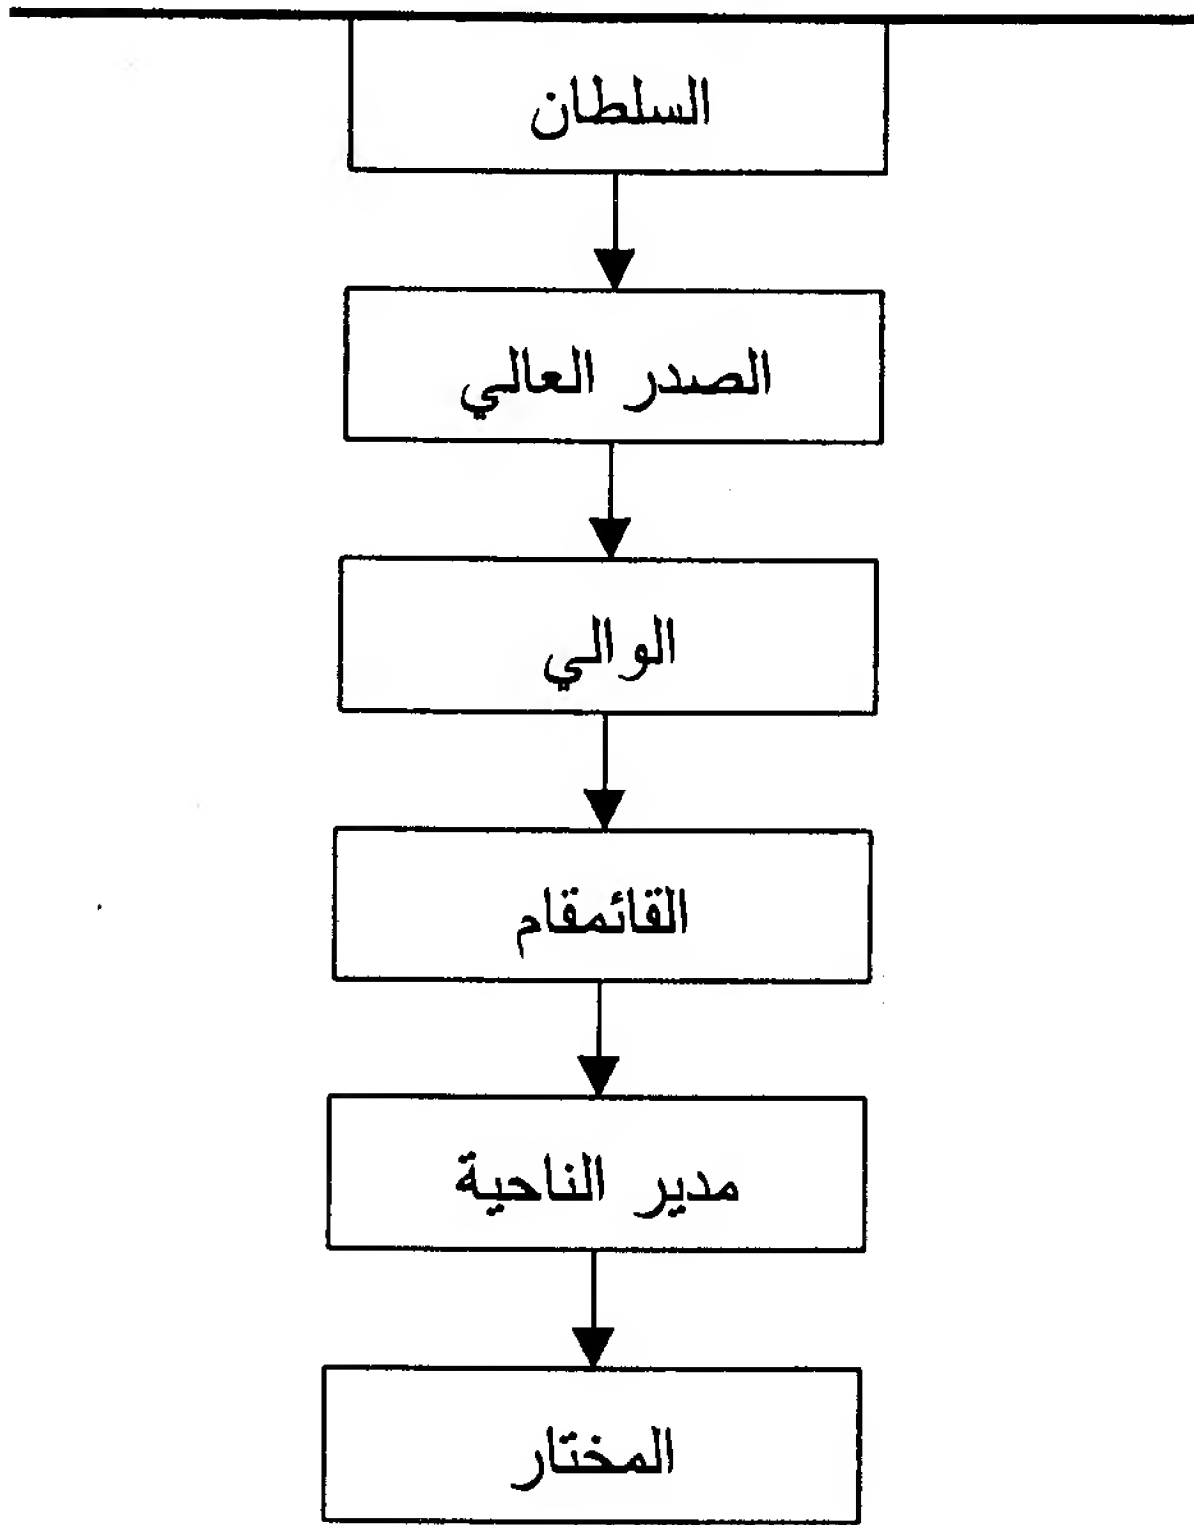 السلطان
الصدر العالي
الوالي
القائمقام
مدير الناحية
المختار